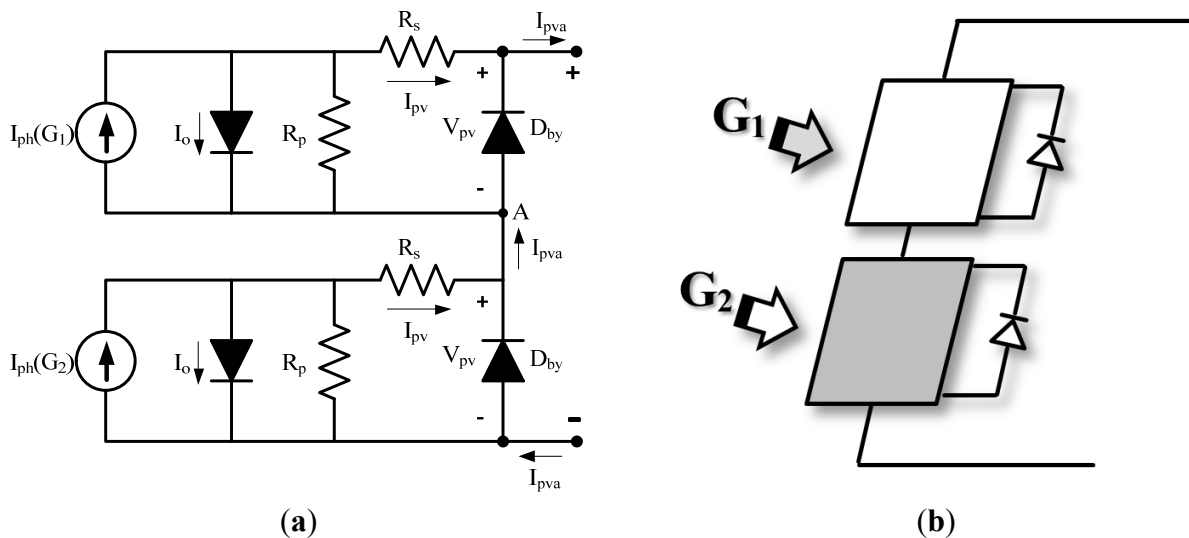 Rs
Ipva
+
+
Ipv
Iph(G1)
Io
Rp
Vpv
Dby
-
A
Rs
Ipva
+
Ipv
Iph(G2)
Io
Rp
Vpv
Dby
-
-
Ipva
(a)
G1
G2
(b)